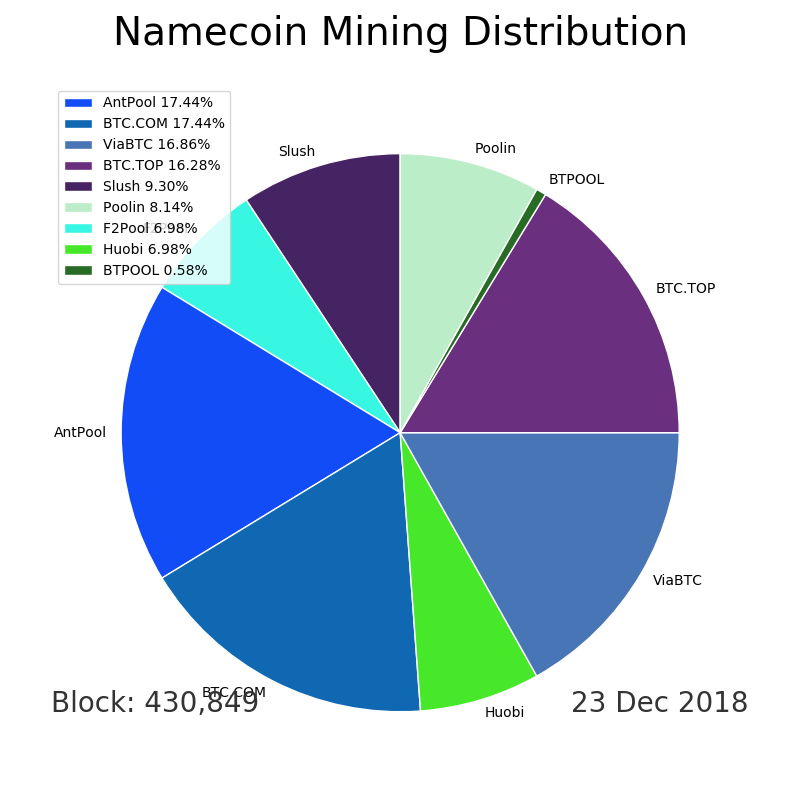 Namecoin Mining Distribution
AntPool 17.44%
BTC.COM 17.44%
ViaBTC 16.86%
BTC.TOP 16.28%
Slush 9.30%
Poolin 8.14%
F2Pool 6.98%
Huobi 6.98%
BTPOOL 0.58%
Slush
Poolin
BTPOOL
BTC.TOP
AntPool
ViaBTC
BTC.COM
Huobi
Block: 430,849
23 Dec 2018